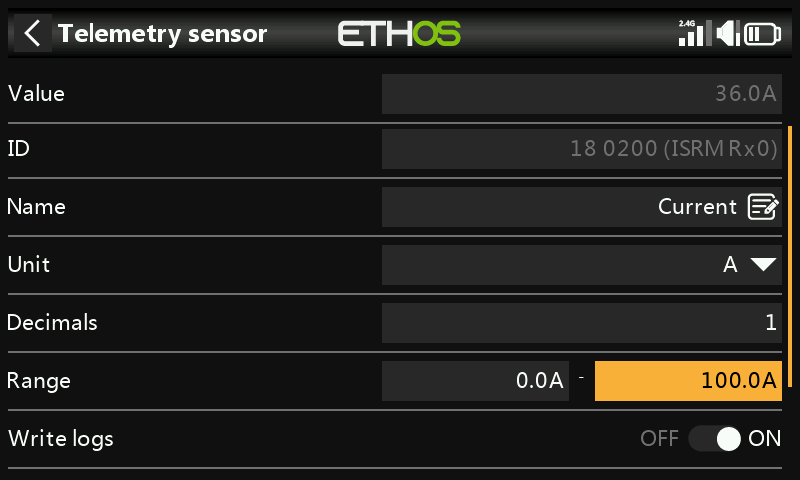 Telemetry sensor ETHOS 2.4G
Value 36.0A
ID 18 0200 (ISRM Rx0)
Name Current
Unit A
Decimals 1
Range 0.0A - 100.0A
Write logs OFF ON